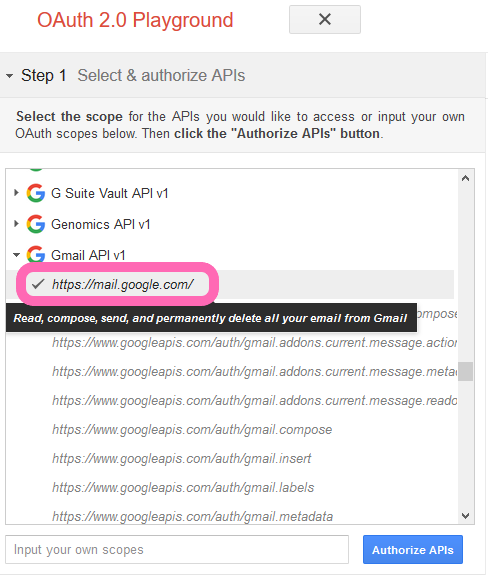 OAuth 2.0 Playground
Step 1 Select & authorize APIs
Select the scope for the APIs you would like to access or input your own
OAuth scopes below. Then click the "Authorize APIs" button.
G Suite Vault API v1
Genomics API v1
Gmail API v1
https://mail.google.com/
Read, compose, send, and permanently delete all your email from Gmail
https://www.googleapis.com/auth/gmail.addons.current.message.action
https://www.googleapis.com/auth/gmail.addons.current.message.meta
https://www.googleapis.com/auth/gmail.addons.current.message.reado
https://www.googleapis.com/auth/gmail.compose
https://www.googleapis.com/auth/gmail.insert
https://www.googleapis.com/auth/gmail.labels
https://www.googleapis.com/auth/gmail.metadata
Input your own scopes
Authorize APIs